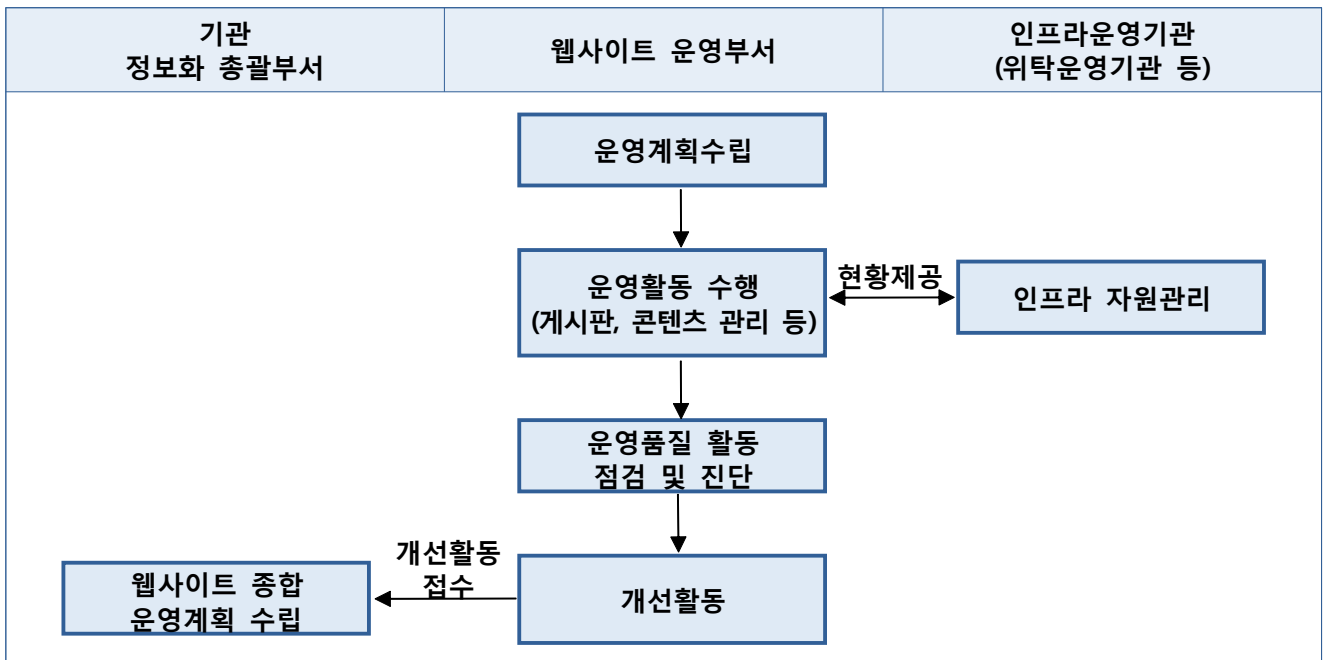 기관
정보화 총괄부서
웹사이트 운영부서
인프라운영기관
(위탁운영기관 등)
운영계획수립
운영활동 수행
(게시판, 콘텐츠 관리 등)
현황제공
인프라 자원관리
운영품질 활동
점검 및 진단
개선활동
접수
웹사이트 종합
운영계획 수립
개선활동